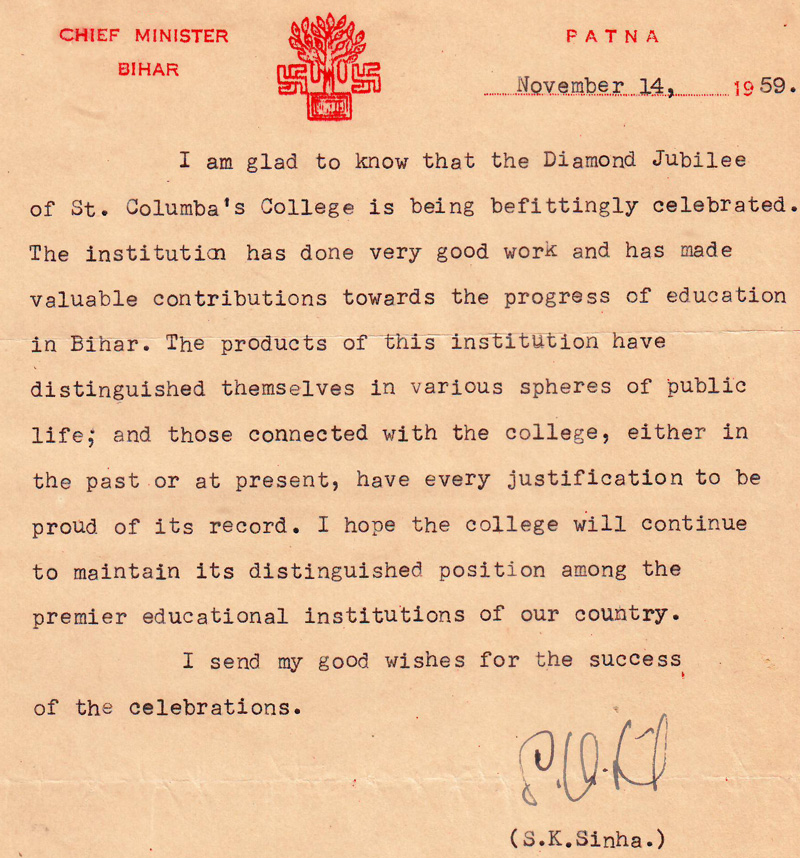 CHIEF MINISTER
BIHAR
PATNA
November 14, 1959.
I am glad to know that the Diamond Jubilee
of St. Columba's College is being befittingly celebrated.
The institution has done very good work and has made
valuable contributions towards the progress of education
in Bihar. The products of this institution have
distinguished themselves in various spheres of public
life; and those connected with the college, either in
the past or at present, have every justification to be
proud of its record. I hope the college will continue
to maintain its distinguished position among the
premier educational institutions of our country.
I send my good wishes for the success
of the celebrations.
(S.K.Sinha.)